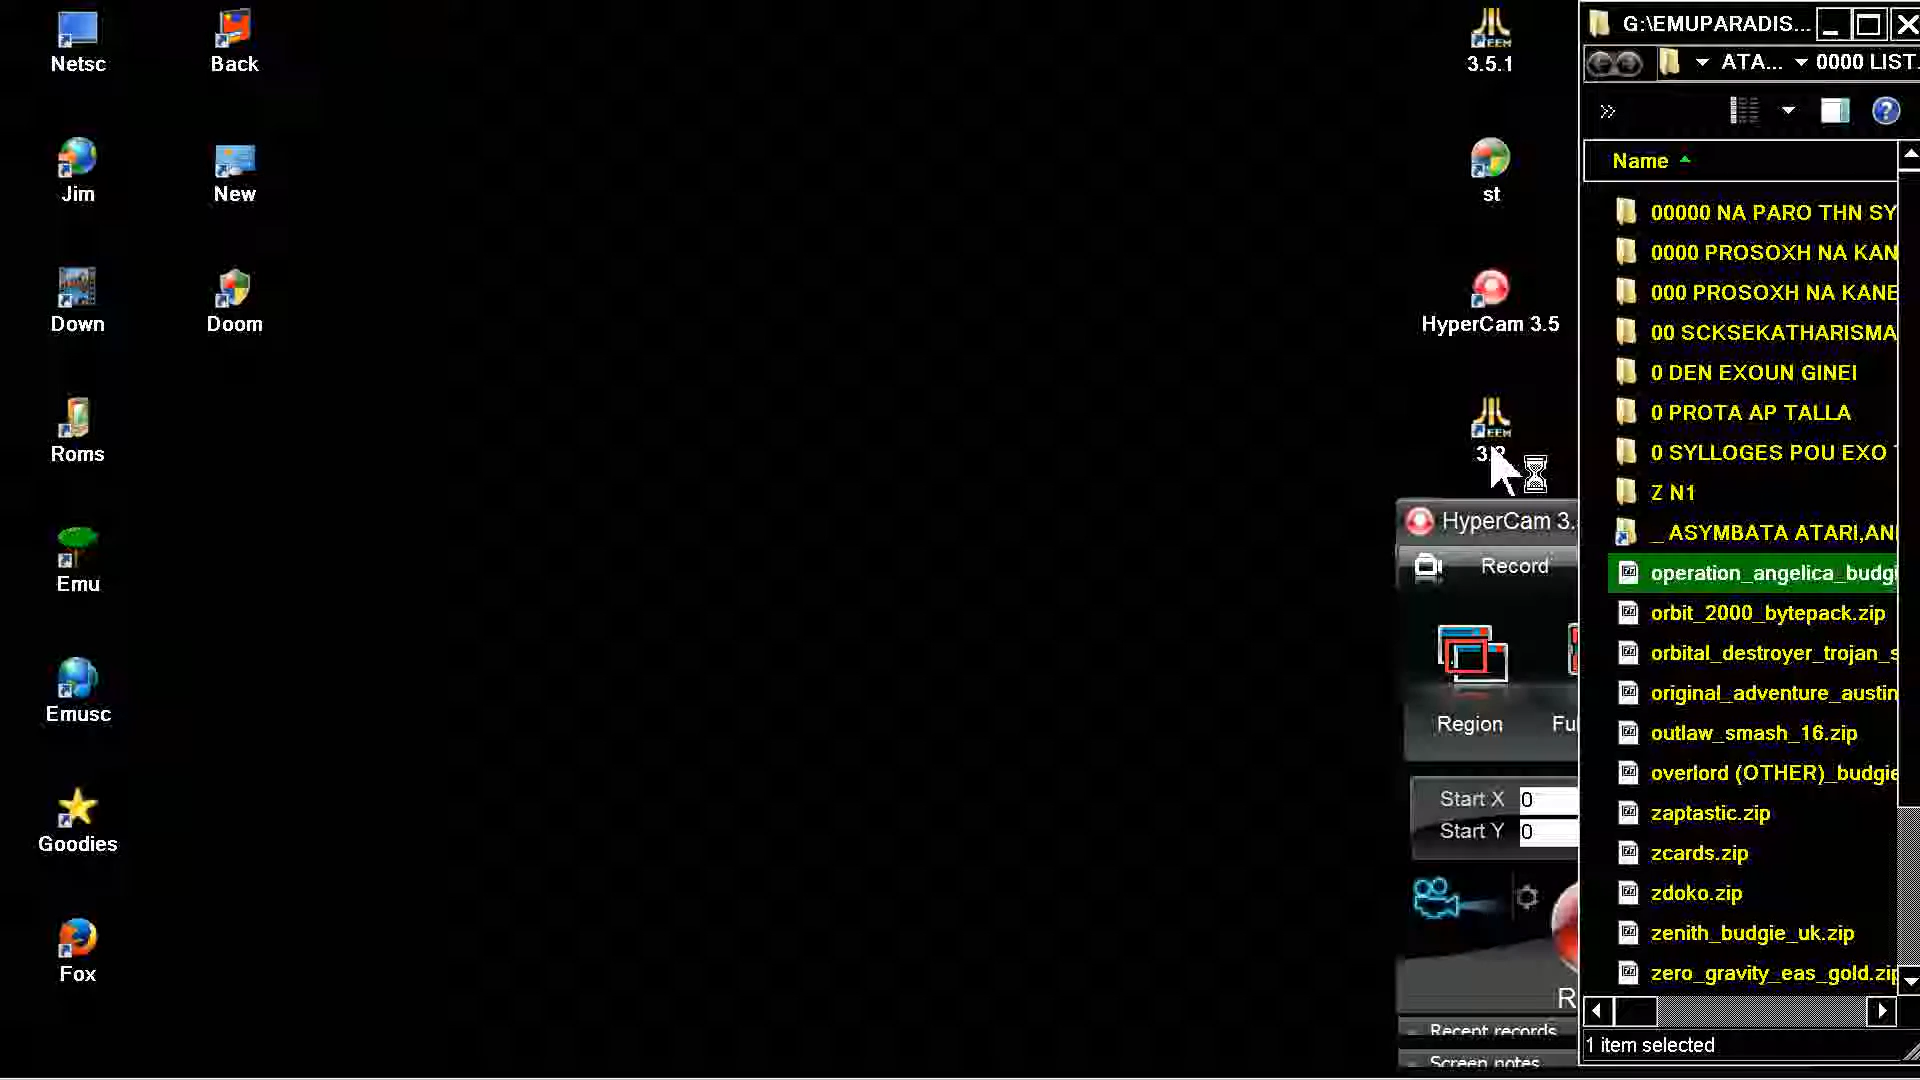 Netsc
Back
Jim
New
Down
Doom
Roms
Emu
Emusc
Goodies
Fox
3.5.1
st
HyperCam 3.5
HyperCam 3.
Record
Region
Start X 0
Start Y 0
Recent records
Screen notes
G:\EMUPARADIS...
ATA... 0000 LIST.
Name
00000 NA PARO THN SY
0000 PROSOXH NA KAN
000 PROSOXH NA KANE
00 SCKSEKATHARISMA
0 DEN EXOUN GINEI
0 PROTA AP TALLA
0 SYLLOGES POU EXO
Z N1
_ ASYMBATA ATARI,AN
operation_angelica_budgi
orbit_2000_bytepack.zip
orbital_destroyer_trojan_s
original_adventure_austin
outlaw_smash_16.zip
overlord (OTHER)_budgie
zaptastic.zip
zcards.zip
zdoko.zip
zenith_budgie_uk.zip
zero_gravity_eas_gold.zip
1 item selected